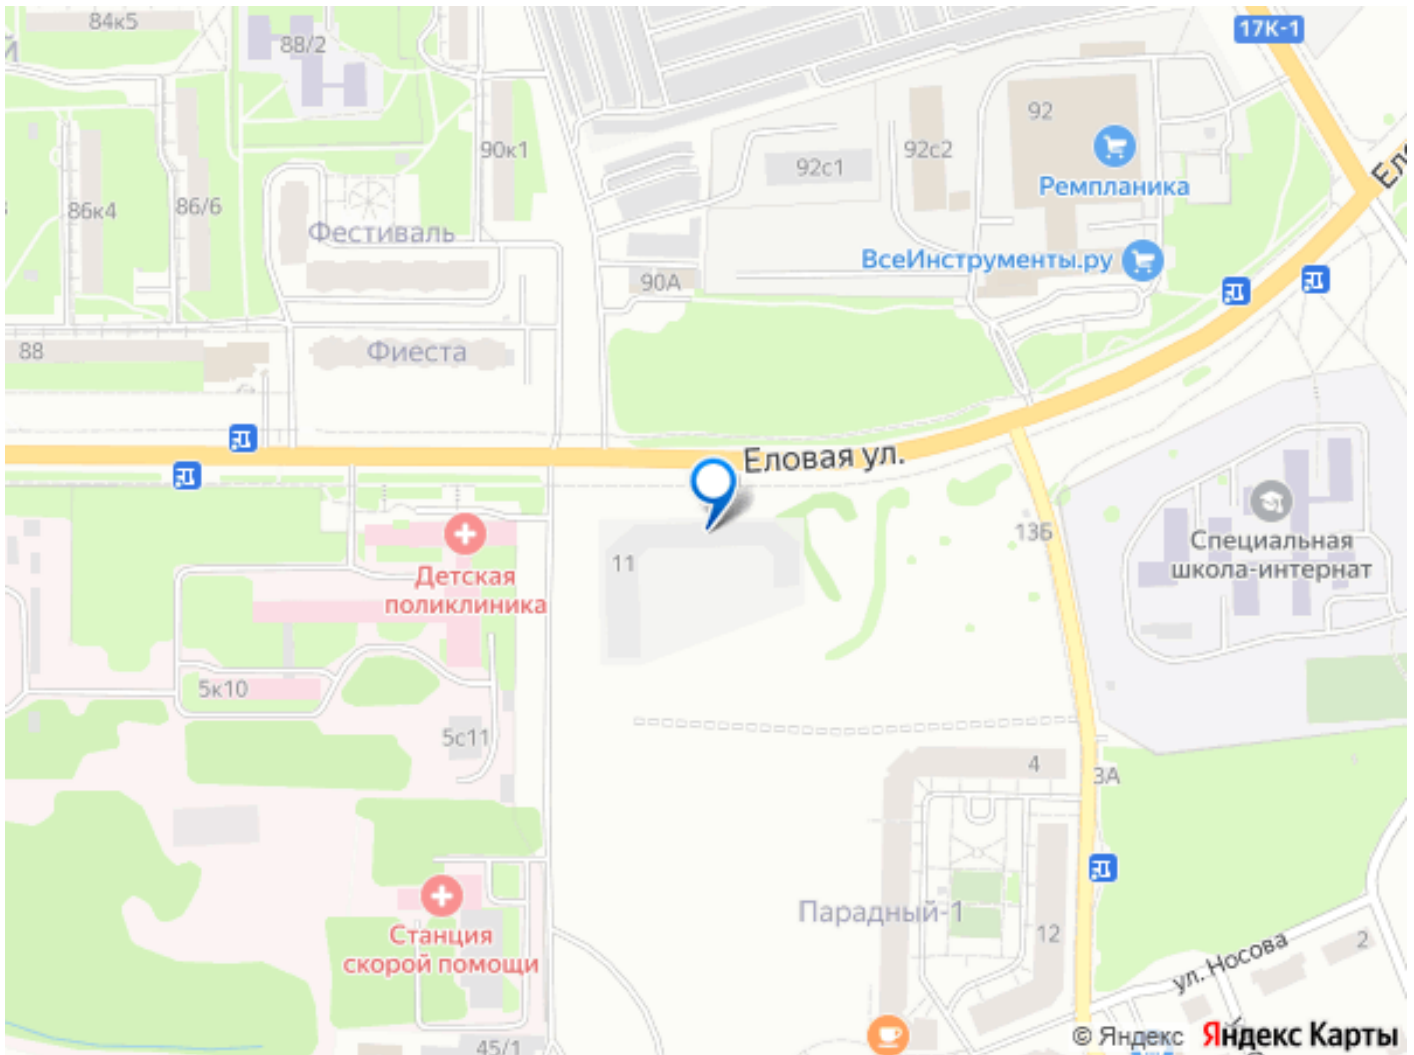 84к5
88/2
17К-1
90к1
92с1
92с2
92
Ремпланика
86к4
86/6
Фестиваль
ВсеИнструменты.ру
90А
88
Фиеста
Еловая ул.
11
13Б
Детская
поликлиника
Специальная
школа-интернат
5к10
5с11
4
3А
Парадный-1
12
Станция
скорой помощи
ул. Носова
2
45/1
© Яндекс Яндекс Карты